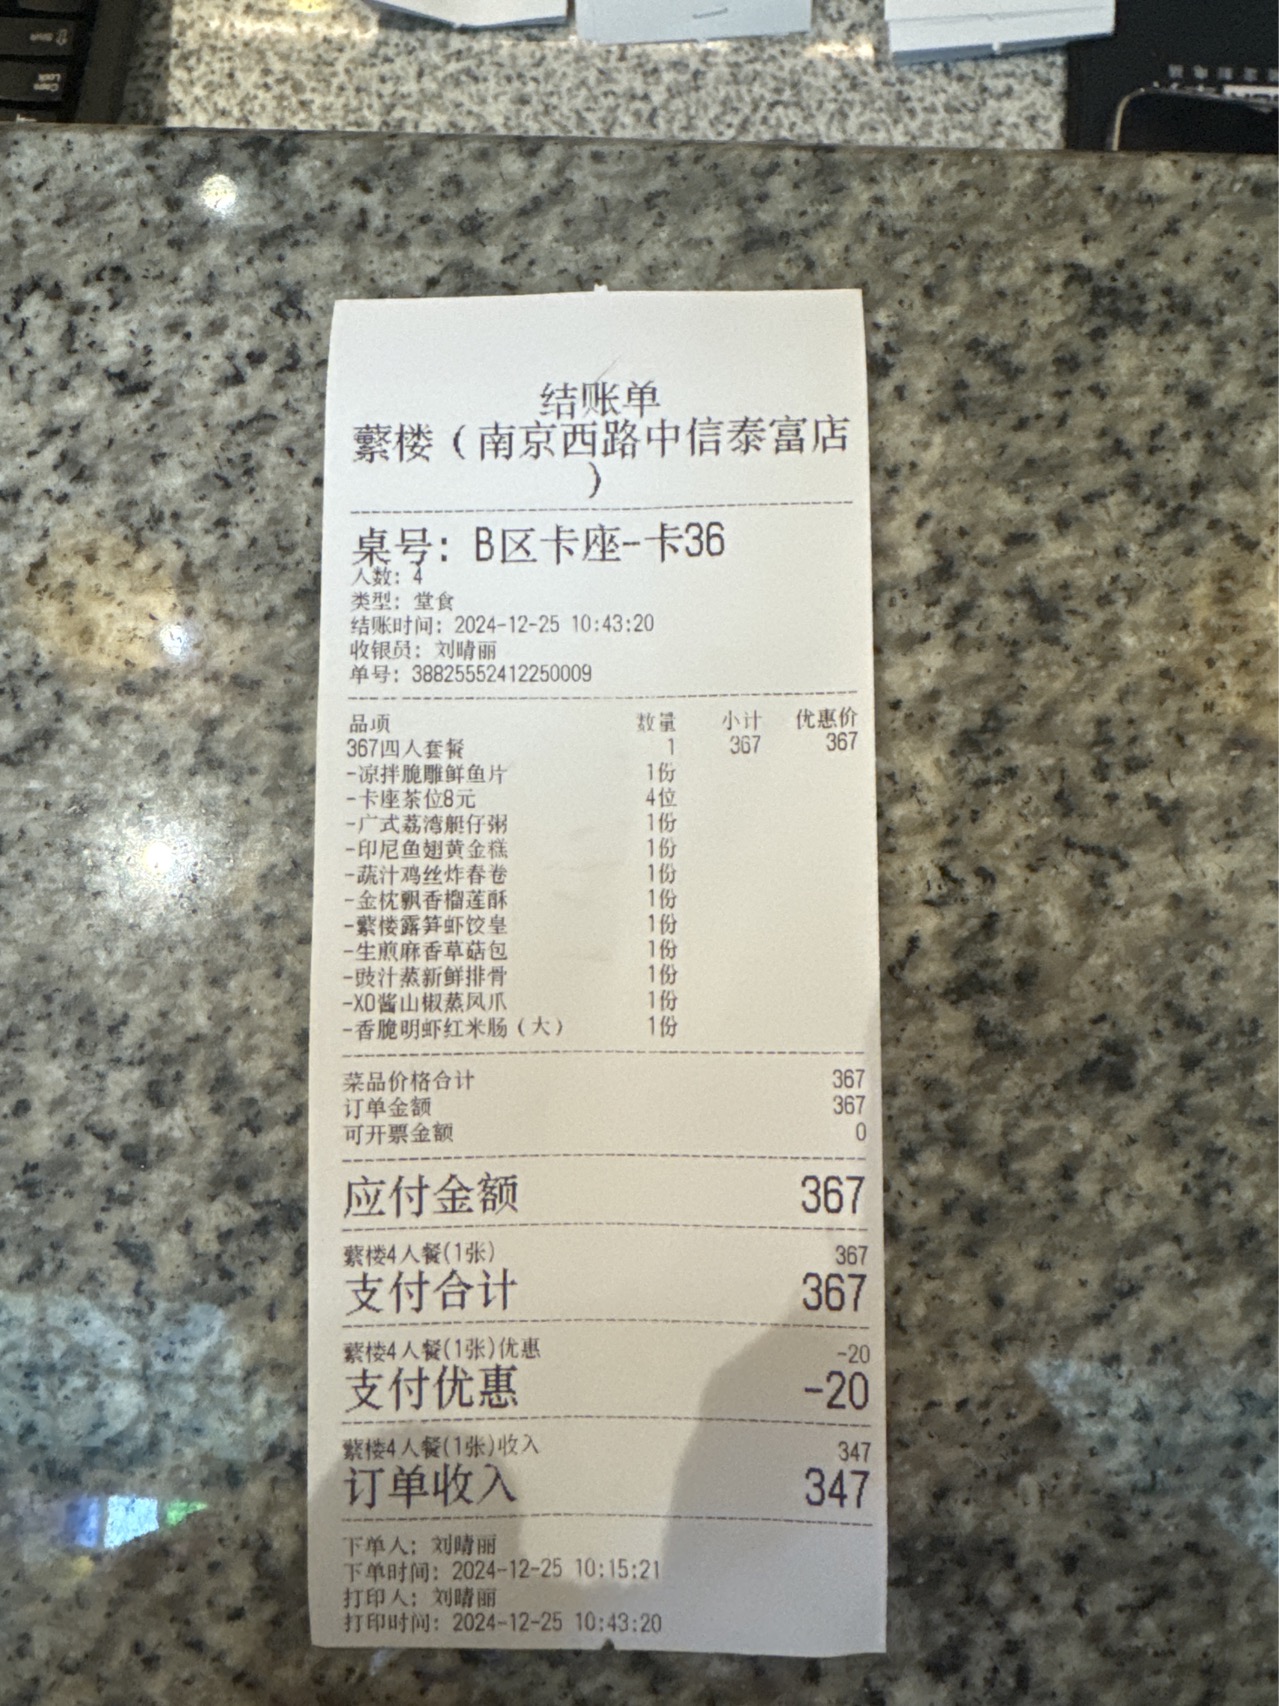 Shift
Caps
Lock
结账单
蘩楼（南京西路中信泰富店
）
桌号：B区卡座-卡36
人数：4
类型：堂食
结账时间：2024-12-25 10:43:20
收银员：刘晴丽
单号：38825552412250009
品项 数量 小计 优惠价
367四人套餐 1 367 367
-凉拌脆雕鲜鱼片 1份
-卡座茶位8元 4位
-广式荔湾艇仔粥 1份
-印尼鱼翅黄金糕 1份
-蔬汁鸡丝炸春卷 1份
-金枕飘香榴莲酥 1份
-蘩楼露笋虾饺皇 1份
-生煎麻香草菇包 1份
-豉汁蒸新鲜排骨 1份
-XO酱山椒蒸凤爪 1份
-香脆明虾红米肠（大） 1份
菜品价格合计 367
订单金额 367
可开票金额 0
应付金额 367
蘩楼4人餐(1张) 367
支付合计 367
蘩楼4人餐(1张)优惠 -20
支付优惠 -20
蘩楼4人餐(1张)收入 347
订单收入 347
下单人：刘晴丽
下单时间：2024-12-25 10:15:21
打印人：刘晴丽
打印时间：2024-12-25 10:43:20